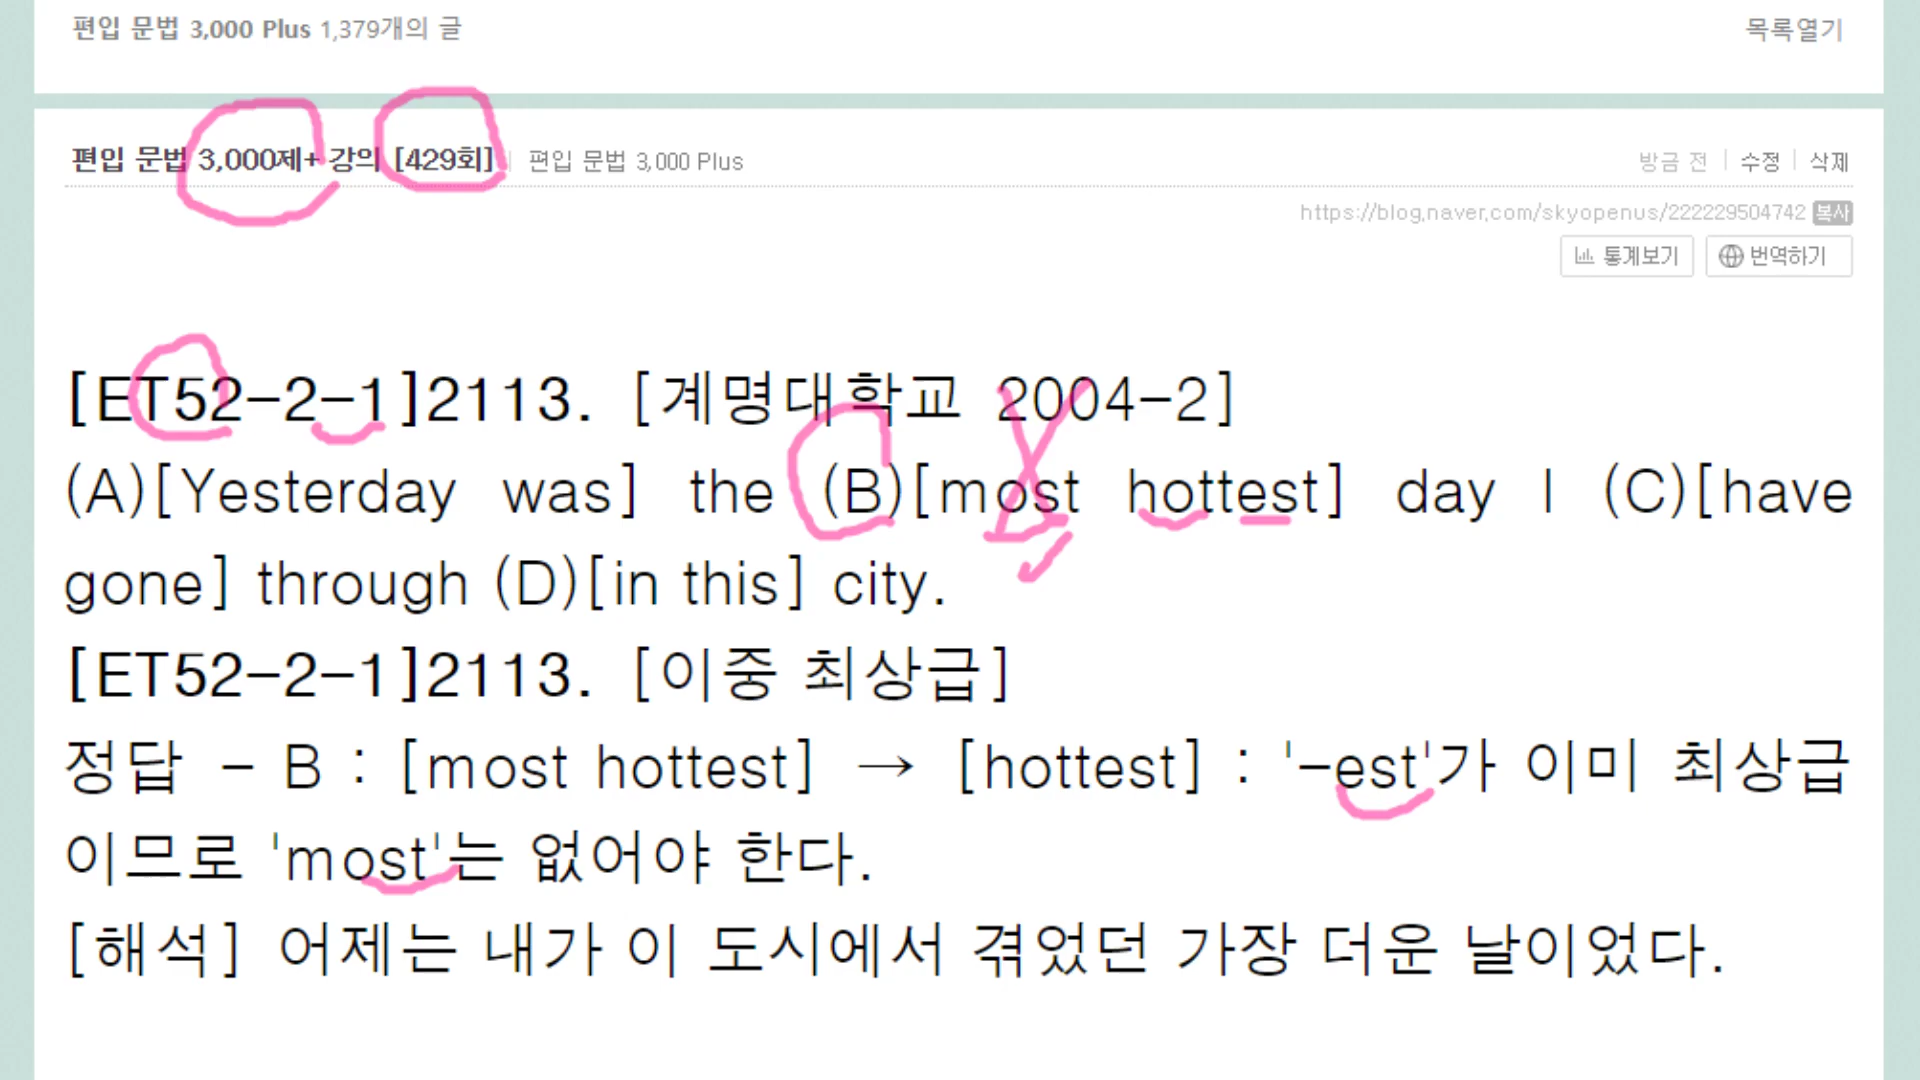 편입 문법 3,000 Plus 1,379개의 글
목록열기
편입 문법 3,000제+ 강의 [429회] | 편입 문법 3,000 Plus
방금 전 | 수정 | 삭제
https://blog.naver.com/skyopenus/222229504742 복사
통계보기 번역하기
[ET52-2-1]2113. [계명대학교 2004-2]
(A)[Yesterday was] the (B)[most hottest] day I (C)[have
gone] through (D)[in this] city.
[ET52-2-1]2113. [이중 최상급]
정답 - B : [most hottest] → [hottest] : '-est'가 이미 최상급
이므로 'most'는 없어야 한다.
[해석] 어제는 내가 이 도시에서 겪었던 가장 더운 날이었다.